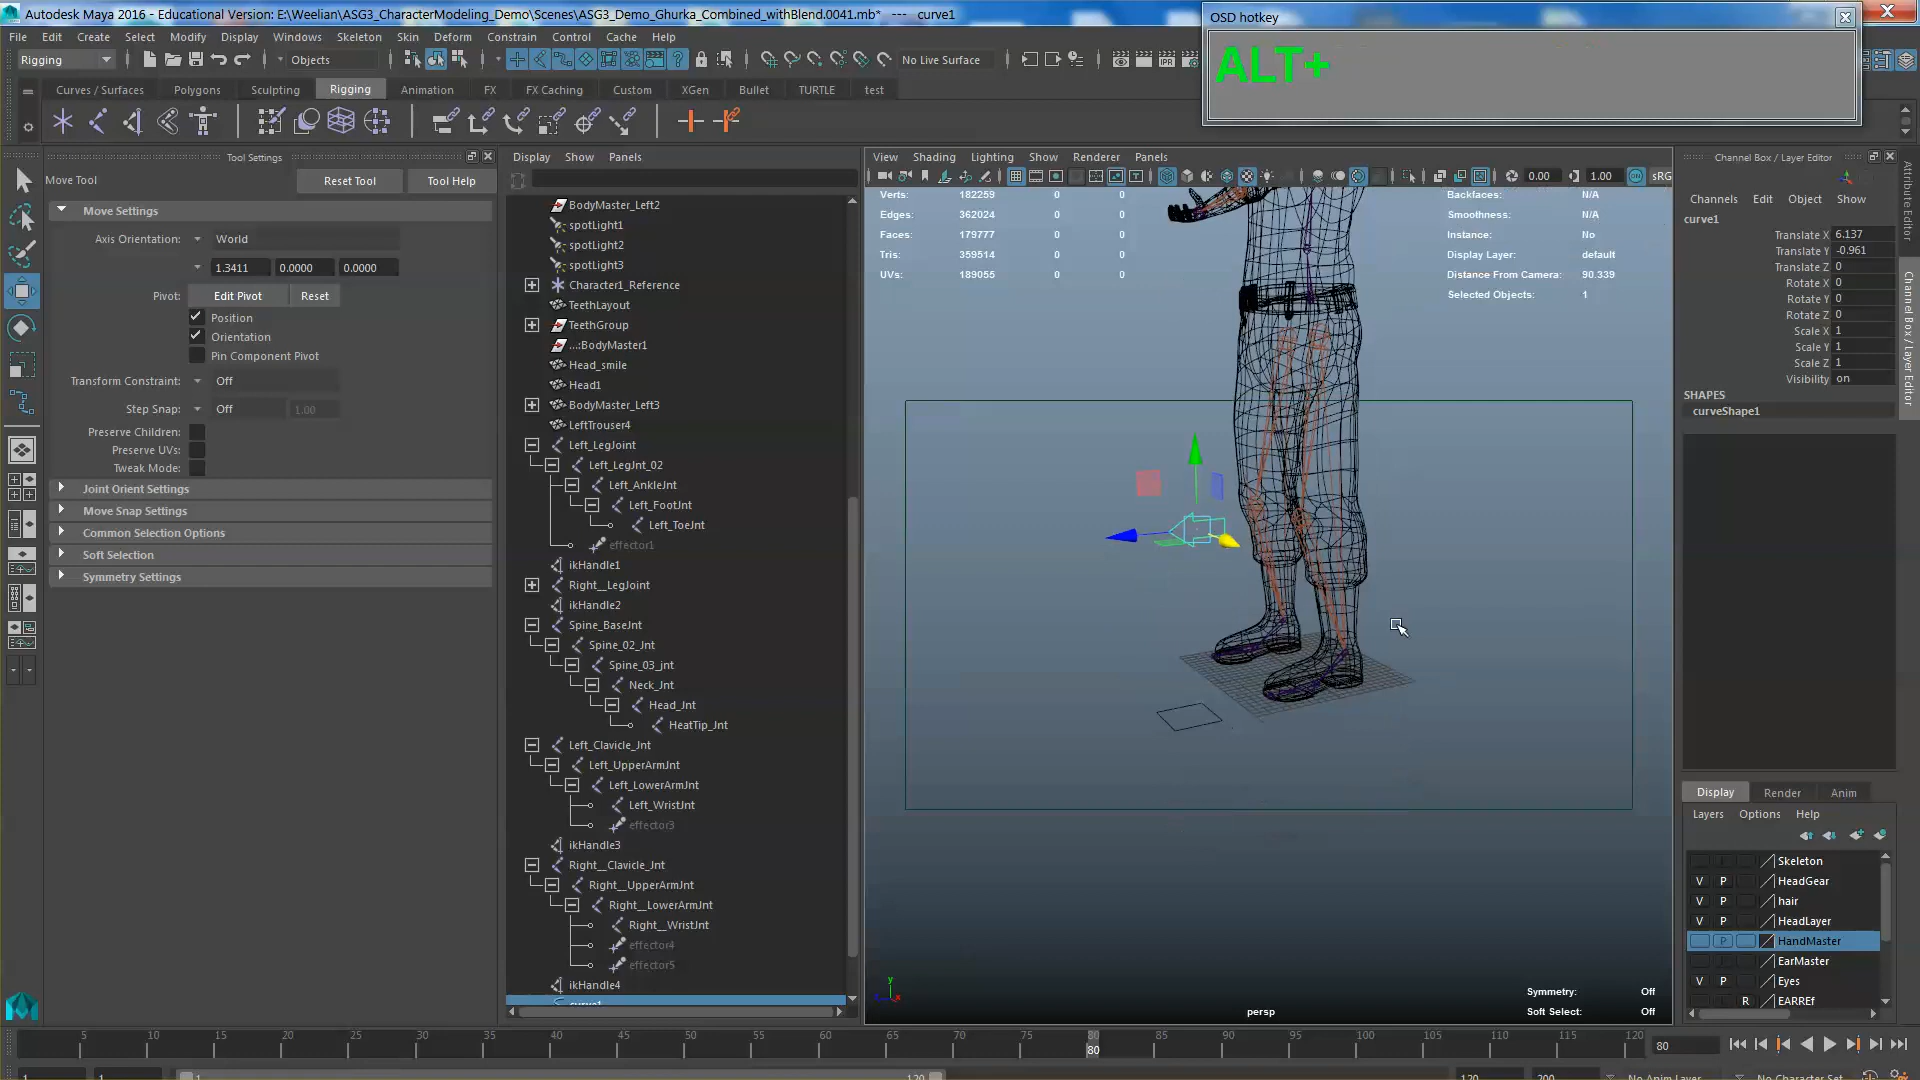 Autodesk Maya 2016 - Educational Version: E:\Weelian\ASG3_CharacterModeling_Demo\Scenes\ASG3_Demo_Ghurka_Combined_withBlend.0041.mb* --- curve1
OSD hotkey
ALT+
File Edit Create Select Modify Display Windows Skeleton Skin Deform Constrain Control Cache Help
Rigging Objects No Live Surface IPR
Curves / Surfaces Polygons Sculpting Rigging Animation FX FX Caching Custom XGen Bullet TURTLE test
Tool Settings
Move Tool Reset Tool Tool Help
Move Settings
Axis Orientation: World
1.3411 0.0000 0.0000
Pivot: Edit Pivot Reset
Position
Orientation
Pin Component Pivot
Transform Constraint: Off
Step Snap: Off 1.00
Preserve Children:
Preserve UVs:
Tweak Mode:
Joint Orient Settings
Move Snap Settings
Common Selection Options
Soft Selection
Symmetry Settings
Display Show Panels
BodyMaster_Left2
spotLight1
spotLight2
spotLight3
Character1_Reference
TeethLayout
TeethGroup
...:BodyMaster1
Head_smile
Head1
BodyMaster_Left3
LeftTrouser4
Left_LegJoint
Left_LegJnt_02
Left_AnkleJnt
Left_FootJnt
Left_ToeJnt
effector1
ikHandle1
Right__LegJoint
ikHandle2
Spine_BaseJnt
Spine_02_Jnt
Spine_03_jnt
Neck_Jnt
Head_Jnt
HeatTip_Jnt
Left_Clavicle_Jnt
Left_UpperArmJnt
Left_LowerArmJnt
Left_WristJnt
effector3
ikHandle3
Right__Clavicle_Jnt
Right__UpperArmJnt
Right__LowerArmJnt
Right__WristJnt
effector4
effector5
ikHandle4
curve1
View Shading Lighting Show Renderer Panels
0.00 1.00 sRG
Verts: 182259 0 0
Edges: 362024 0 0
Faces: 179777 0 0
Tris: 359514 0 0
UVs: 189055 0 0
Backfaces: N/A
Smoothness: N/A
Instance: No
Display Layer: default
Distance From Camera: 90.339
Selected Objects: 1
y
x
persp
Symmetry: Off
Soft Select: Off
Channel Box / Layer Editor
Channels Edit Object Show
curve1
Translate X 6.137
Translate Y -0.961
Translate Z 0
Rotate X 0
Rotate Y 0
Rotate Z 0
Scale X 1
Scale Y 1
Scale Z 1
Visibility on
SHAPES
curveShape1
Attribute Editor
Channel Box / Layer Editor
Display Render Anim
Layers Options Help
Skeleton
V P HeadGear
V P hair
V P HeadLayer
P HandMaster
EarMaster
V P Eyes
R EARREf
5 10 15 20 25 30 35 40 45 50 55 60 65 70 75 80 85 90 95 100 105 110 115 120
80 80
1 1 1 120 120 200 No Anim Layer No Character Set